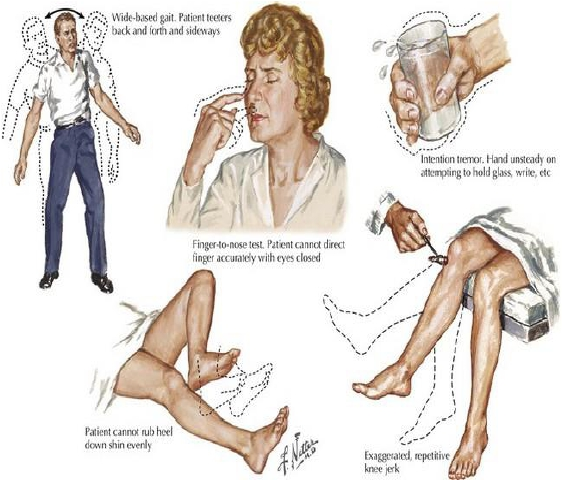 Wide-based gait. Patient teeters
back and forth and sideways
Intention tremor. Hand unsteady on
attempting to hold glass, write, etc
Finger-to-nose test. Patient cannot direct
finger accurately with eyes closed
Patient cannot rub heel
down shin evenly
Exaggerated, repetitive
knee jerk
F. Netter
M.D.